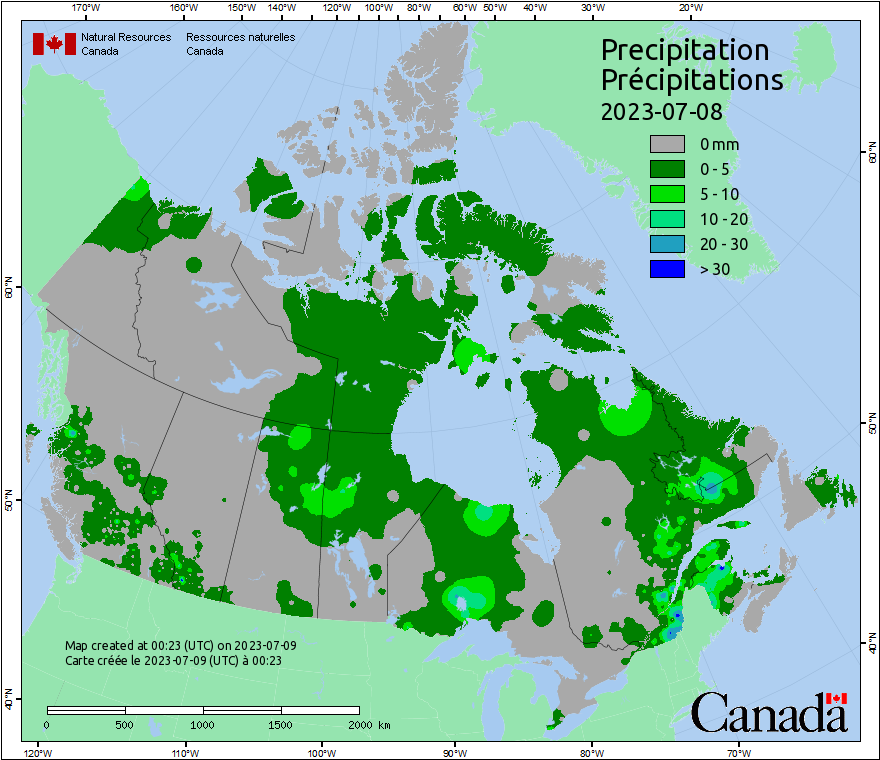 170°W 160°W 150°W 140°W 130°W 120°W 110°W 100°W 90°W 80°W 70°W 60°W 50°W 40°W 30°W 20°W
Natural Resources Ressources naturelles
Canada Canada
Precipitation
Précipitations
2023-07-08
0 mm
0 - 5
5 - 10
10 - 20
20 - 30
> 30
60°N
60°N
50°N
50°N
40°N
40°N
Map created at 00:23 (UTC) on 2023-07-09
Carte créée le 2023-07-09 (UTC) à 00:23
0 500 1000 1500 2000 km
Canada
120°W 110°W 100°W 90°W 80°W 70°W